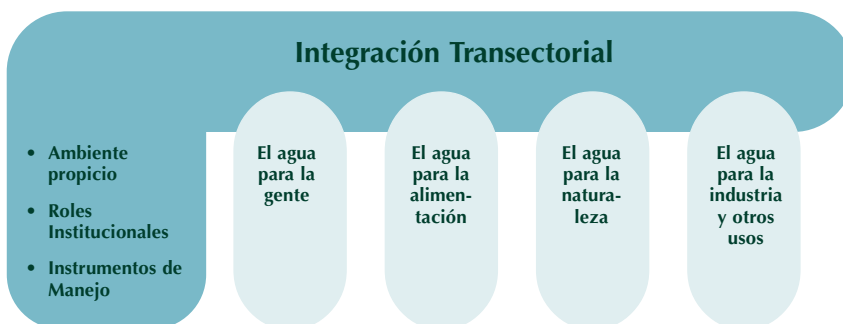 Integración Transectorial
• Ambiente
propicio
• Roles
Institucionales
• Instrumentos de
Manejo
El agua
para la
gente
El agua
para la
alimen-
tación
El agua
para la
natura-
leza
El agua
para la
industria
y otros
usos